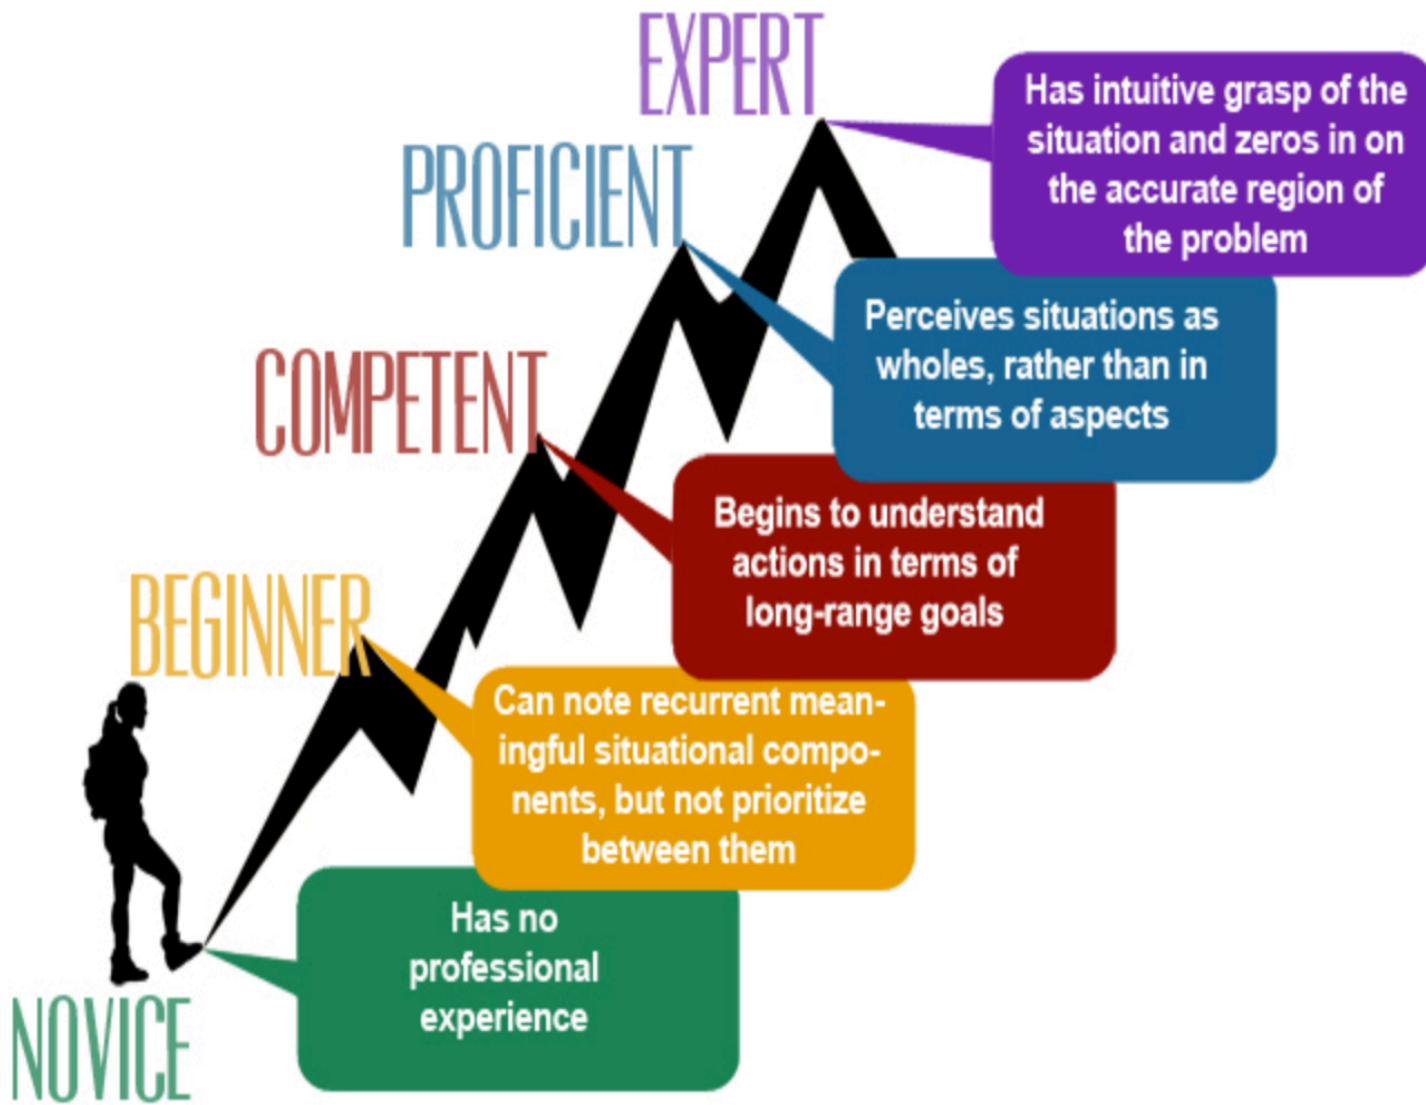 EXPERT
Has intuitive grasp of the
situation and zeros in on
the accurate region of
the problem
PROFICIENT
Perceives situations as
wholes, rather than in
terms of aspects
COMPETENT
Begins to understand
actions in terms of
long-range goals
BEGINNER
Can note recurrent mean-
ingful situational compo-
nents, but not prioritize
between them
Has no
professional
experience
NOVICE